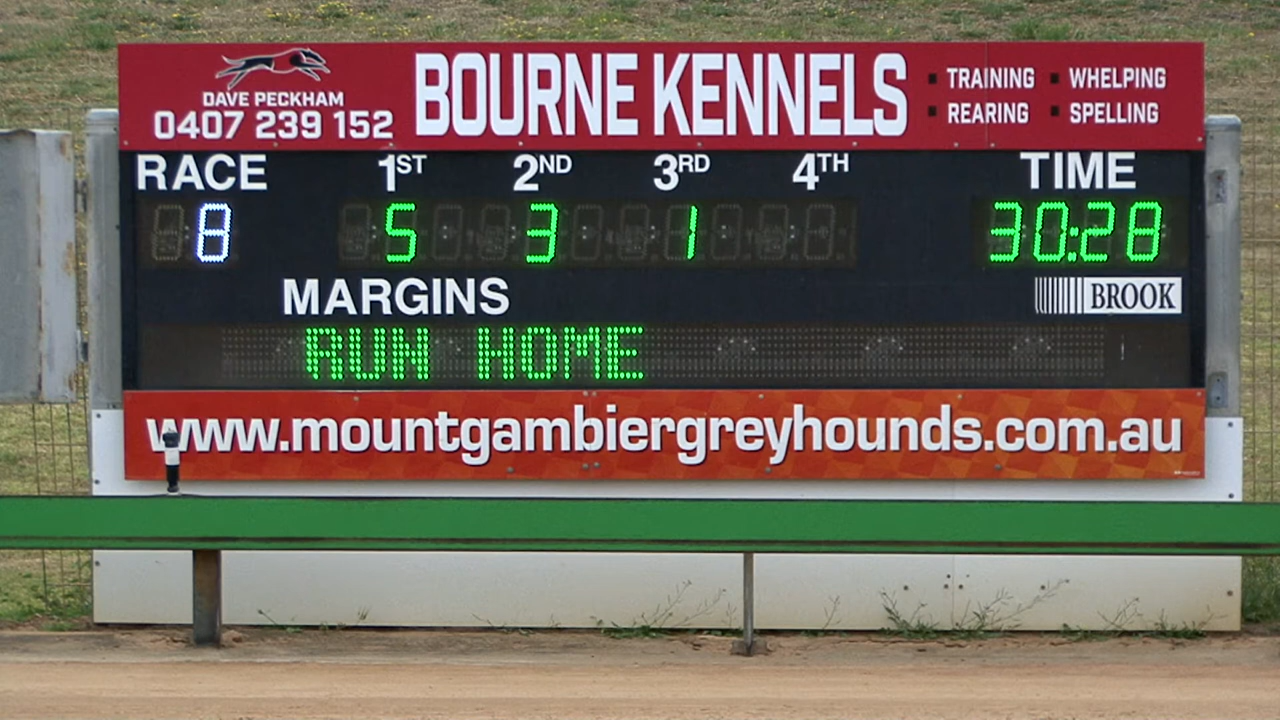 BOURNE KENNELS
DAVE PECKHAM
0407 239 152
TRAINING WHELPING
REARING SPELLING
RACE 1ST 2ND 3RD 4TH TIME
8 5 3 1 30:28
MARGINS BROOK
RUN HOME
www.mountgambiergreyhounds.com.au